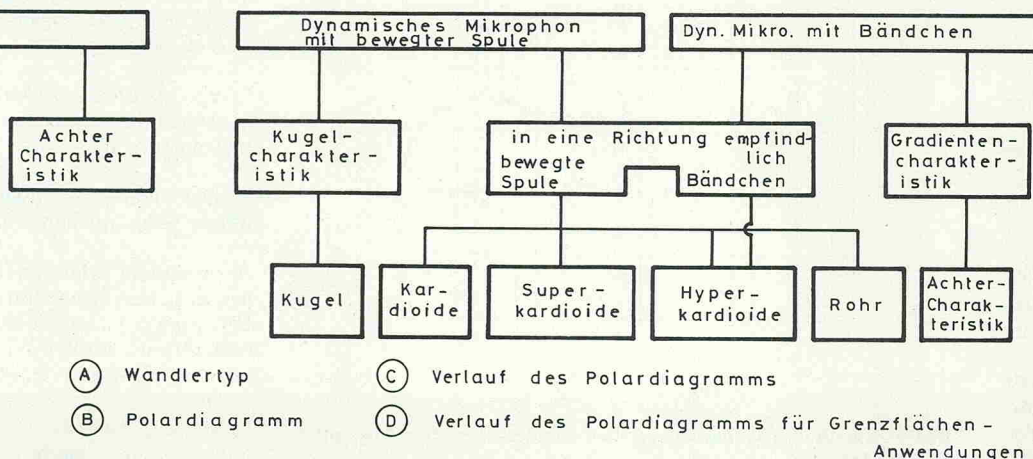 Dynamisches Mikrophon
mit bewegter Spule
Dyn. Mikro. mit Bändchen
Achter
Charakter-
istik
Kugel-
charakter-
istik
in eine Richtung empfind-
lich
bewegte
Spule
Bändchen
Gradienten-
charakter-
istik
Kugel
Kar-
dioide
Super-
kardioide
Hyper-
kardioide
Rohr
Achter-
Charak-
teristik
A Wandlertyp
C Verlauf des Polardiagramms
B Polardiagramm
D Verlauf des Polardiagramms für Grenzflächen-
Anwendungen